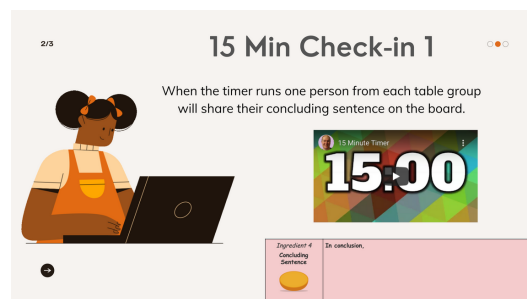 2/3
15 Min Check-in 1
When the timer runs one person from each table group
will share their concluding sentence on the board.
15 Minute Timer
15:00
Ingredient 4
Concluding
Sentence
In conclusion,